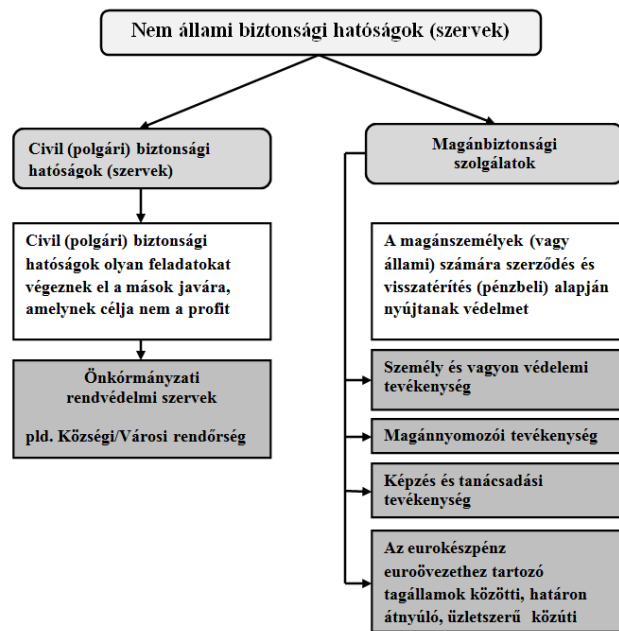 Nem állami biztonsági hatóságok (szervek)
Civil (polgári) biztonsági
hatóságok (szervek)
Civil (polgári) biztonsági
hatóságok olyan feladatokat
végeznek el a mások javára,
amelynek célja nem a profit
Önkórmányzati
rendvédelmi szervek
pld. Községi/Városi rendőrség
Magánbiztonsági
szolgálatok
A magánszemélyek (vagy
állami) számára szerződés és
visszatérítés (pénzbeli) alapján
nyújtanak védelmet
Személy és vagyon védelemi
tevékenység
Magánnyomozói tevékenység
Képzés és tanácsadási
tevékenység
Az eurokészpénz
euroövezethez tartozó
tagállamok közötti, határon
átnyúló, üzletszerű közúti